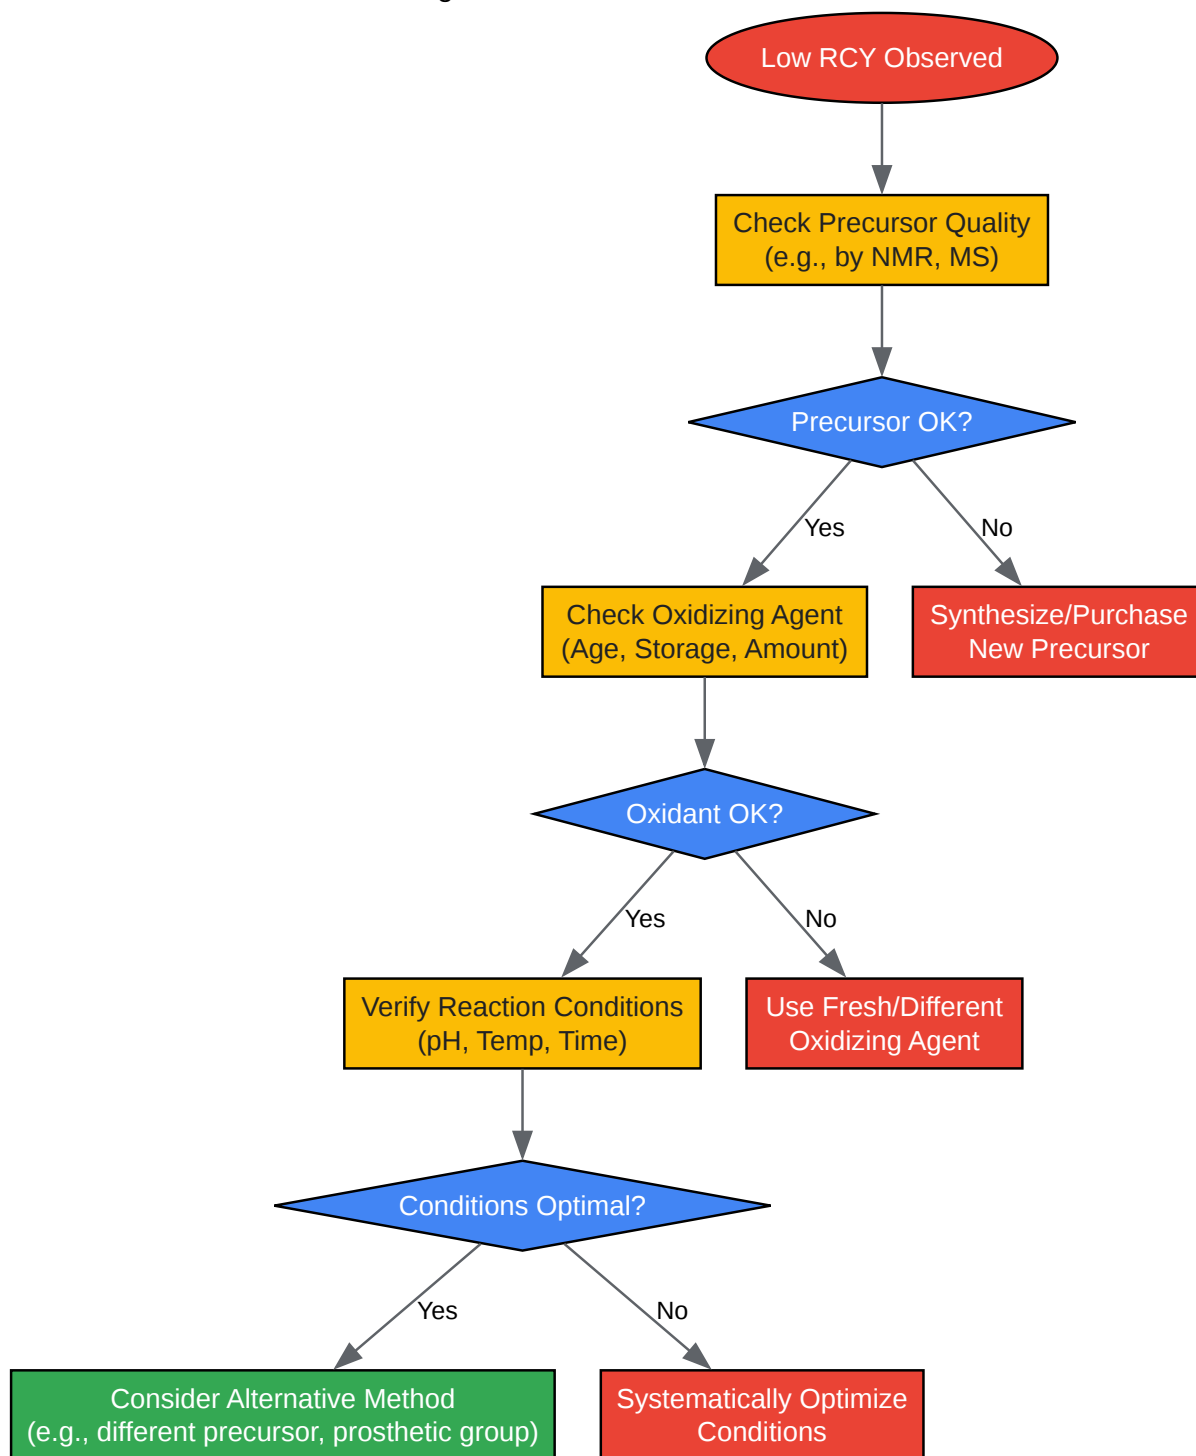 Low RCY Observed
Check Precursor Quality
(e.g., by NMR, MS)
Precursor OK?
Yes
No
Check Oxidizing Agent
(Age, Storage, Amount)
Synthesize/Purchase
New Precursor
Oxidant OK?
Yes
No
Verify Reaction Conditions
(pH, Temp, Time)
Use Fresh/Different
Oxidizing Agent
Conditions Optimal?
Yes
No
Consider Alternative Method
(e.g., different precursor, prosthetic group)
Systematically Optimize
Conditions